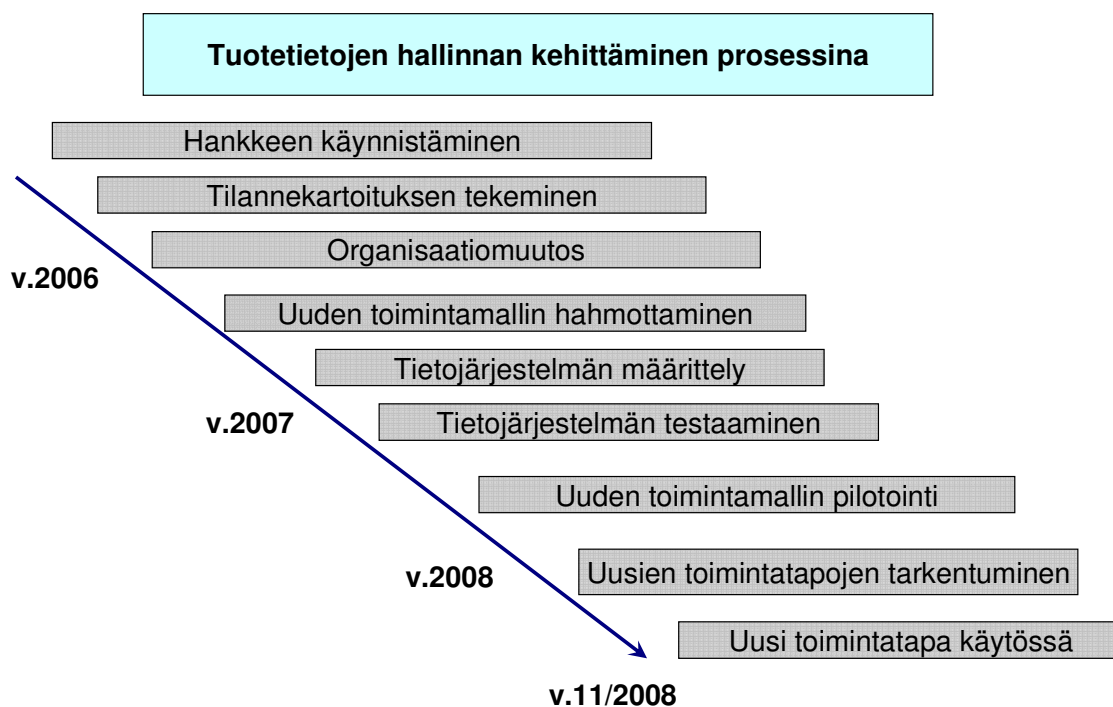 Tuotetietojen hallinnan kehittäminen prosessina
Hankkeen käynnistäminen
Tilannekartoituksen tekeminen
Organisaatiomuutos
v.2006
Uuden toimintamallin hahmottaminen
Tietojärjestelmän määrittely
v.2007
Tietojärjestelmän testaaminen
Uuden toimintamallin pilotointi
v.2008
Uusien toimintatapojen tarkentuminen
Uusi toimintatapa käytössä
v.11/2008